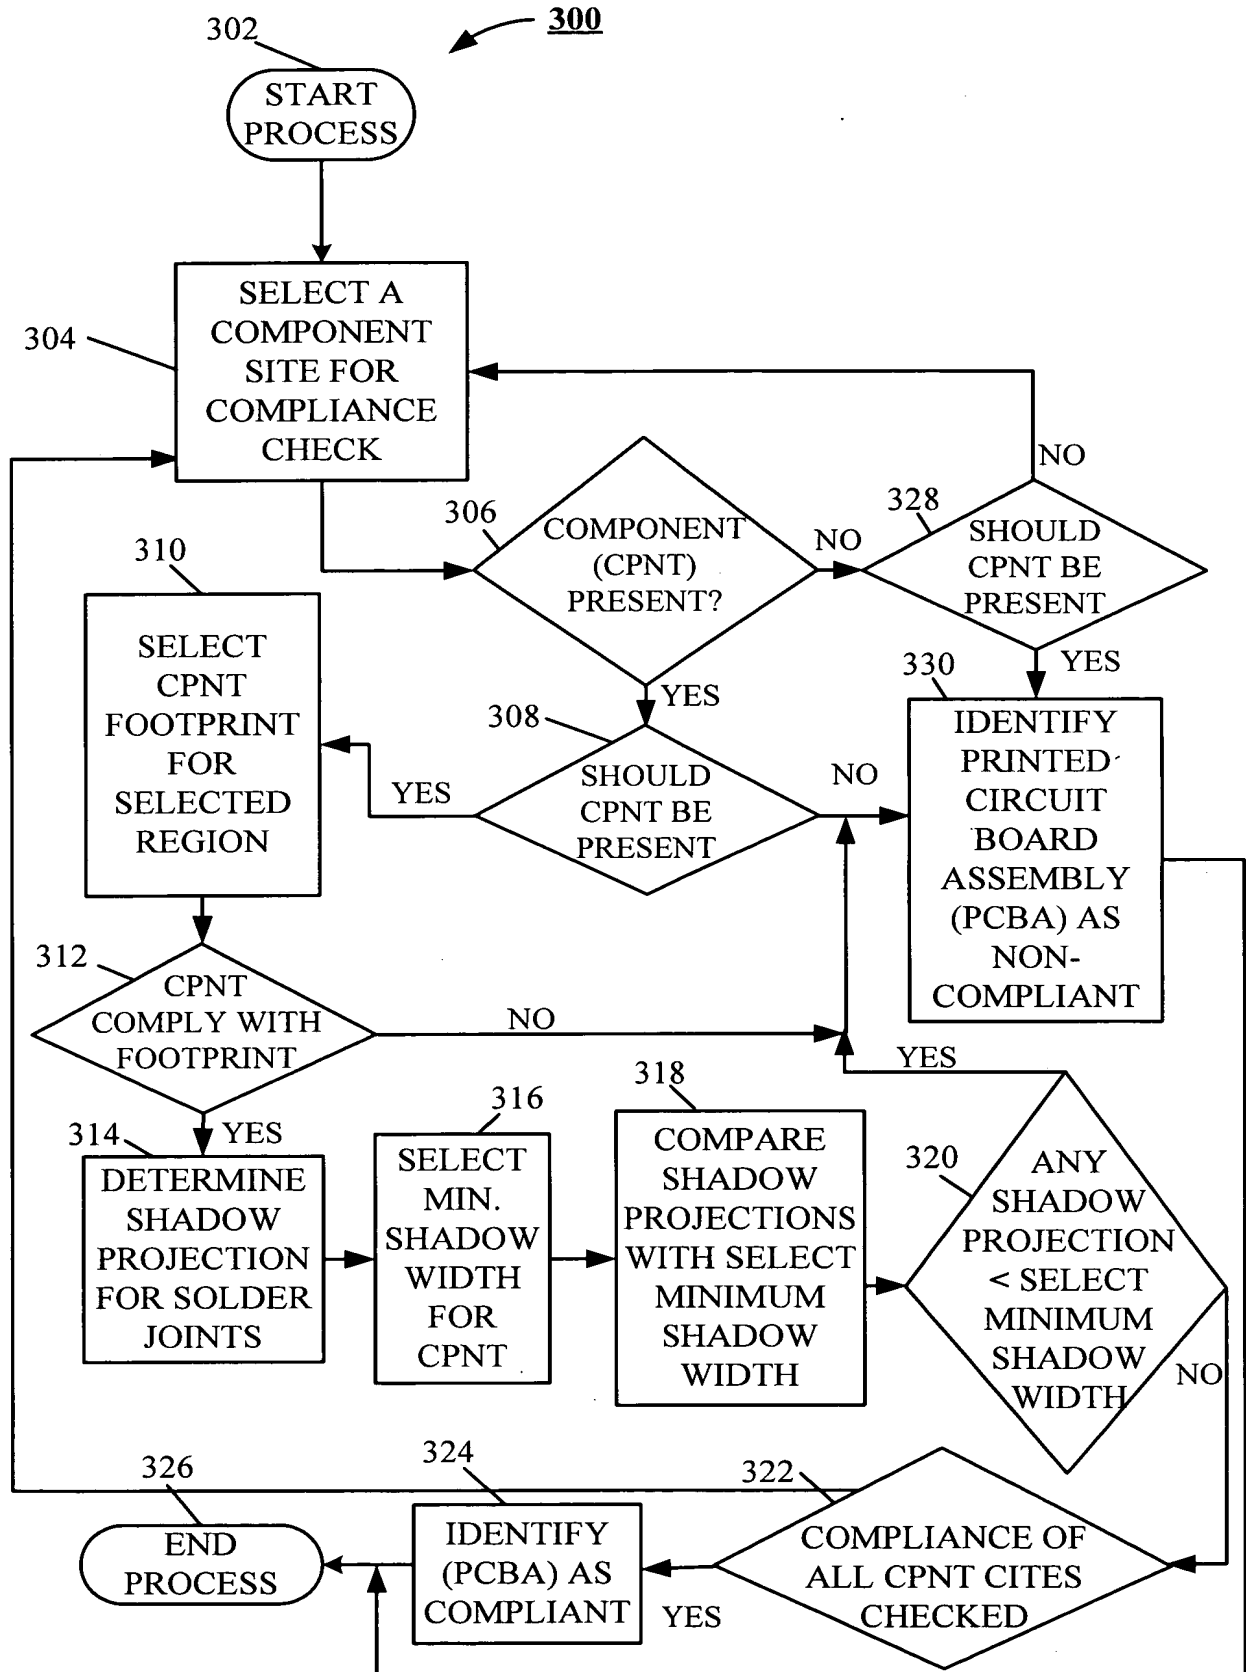 300
302
START
PROCESS
304
SELECT A
COMPONENT
SITE FOR
COMPLIANCE
CHECK
306
COMPONENT
(CPNT)
PRESENT?
NO
328
NO
SHOULD
CPNT BE
PRESENT
YES
310
SELECT
CPNT
FOOTPRINT
FOR
SELECTED
REGION
YES
308
SHOULD
CPNT BE
PRESENT
YES
NO
330
IDENTIFY
PRINTED
CIRCUIT
BOARD
ASSEMBLY
(PCBA) AS
NON-
COMPLIANT
312
CPNT
COMPLY WITH
FOOTPRINT
NO
YES
314
DETERMINE
SHADOW
PROJECTION
FOR SOLDER
JOINTS
316
SELECT
MIN.
SHADOW
WIDTH
FOR
CPNT
318
COMPARE
SHADOW
PROJECTIONS
WITH SELECT
MINIMUM
SHADOW
WIDTH
YES
320
ANY
SHADOW
PROJECTION
< SELECT
MINIMUM
SHADOW
WIDTH
NO
322
COMPLIANCE OF
ALL CPNT CITES
CHECKED
YES
324
IDENTIFY
(PCBA) AS
COMPLIANT
326
END
PROCESS